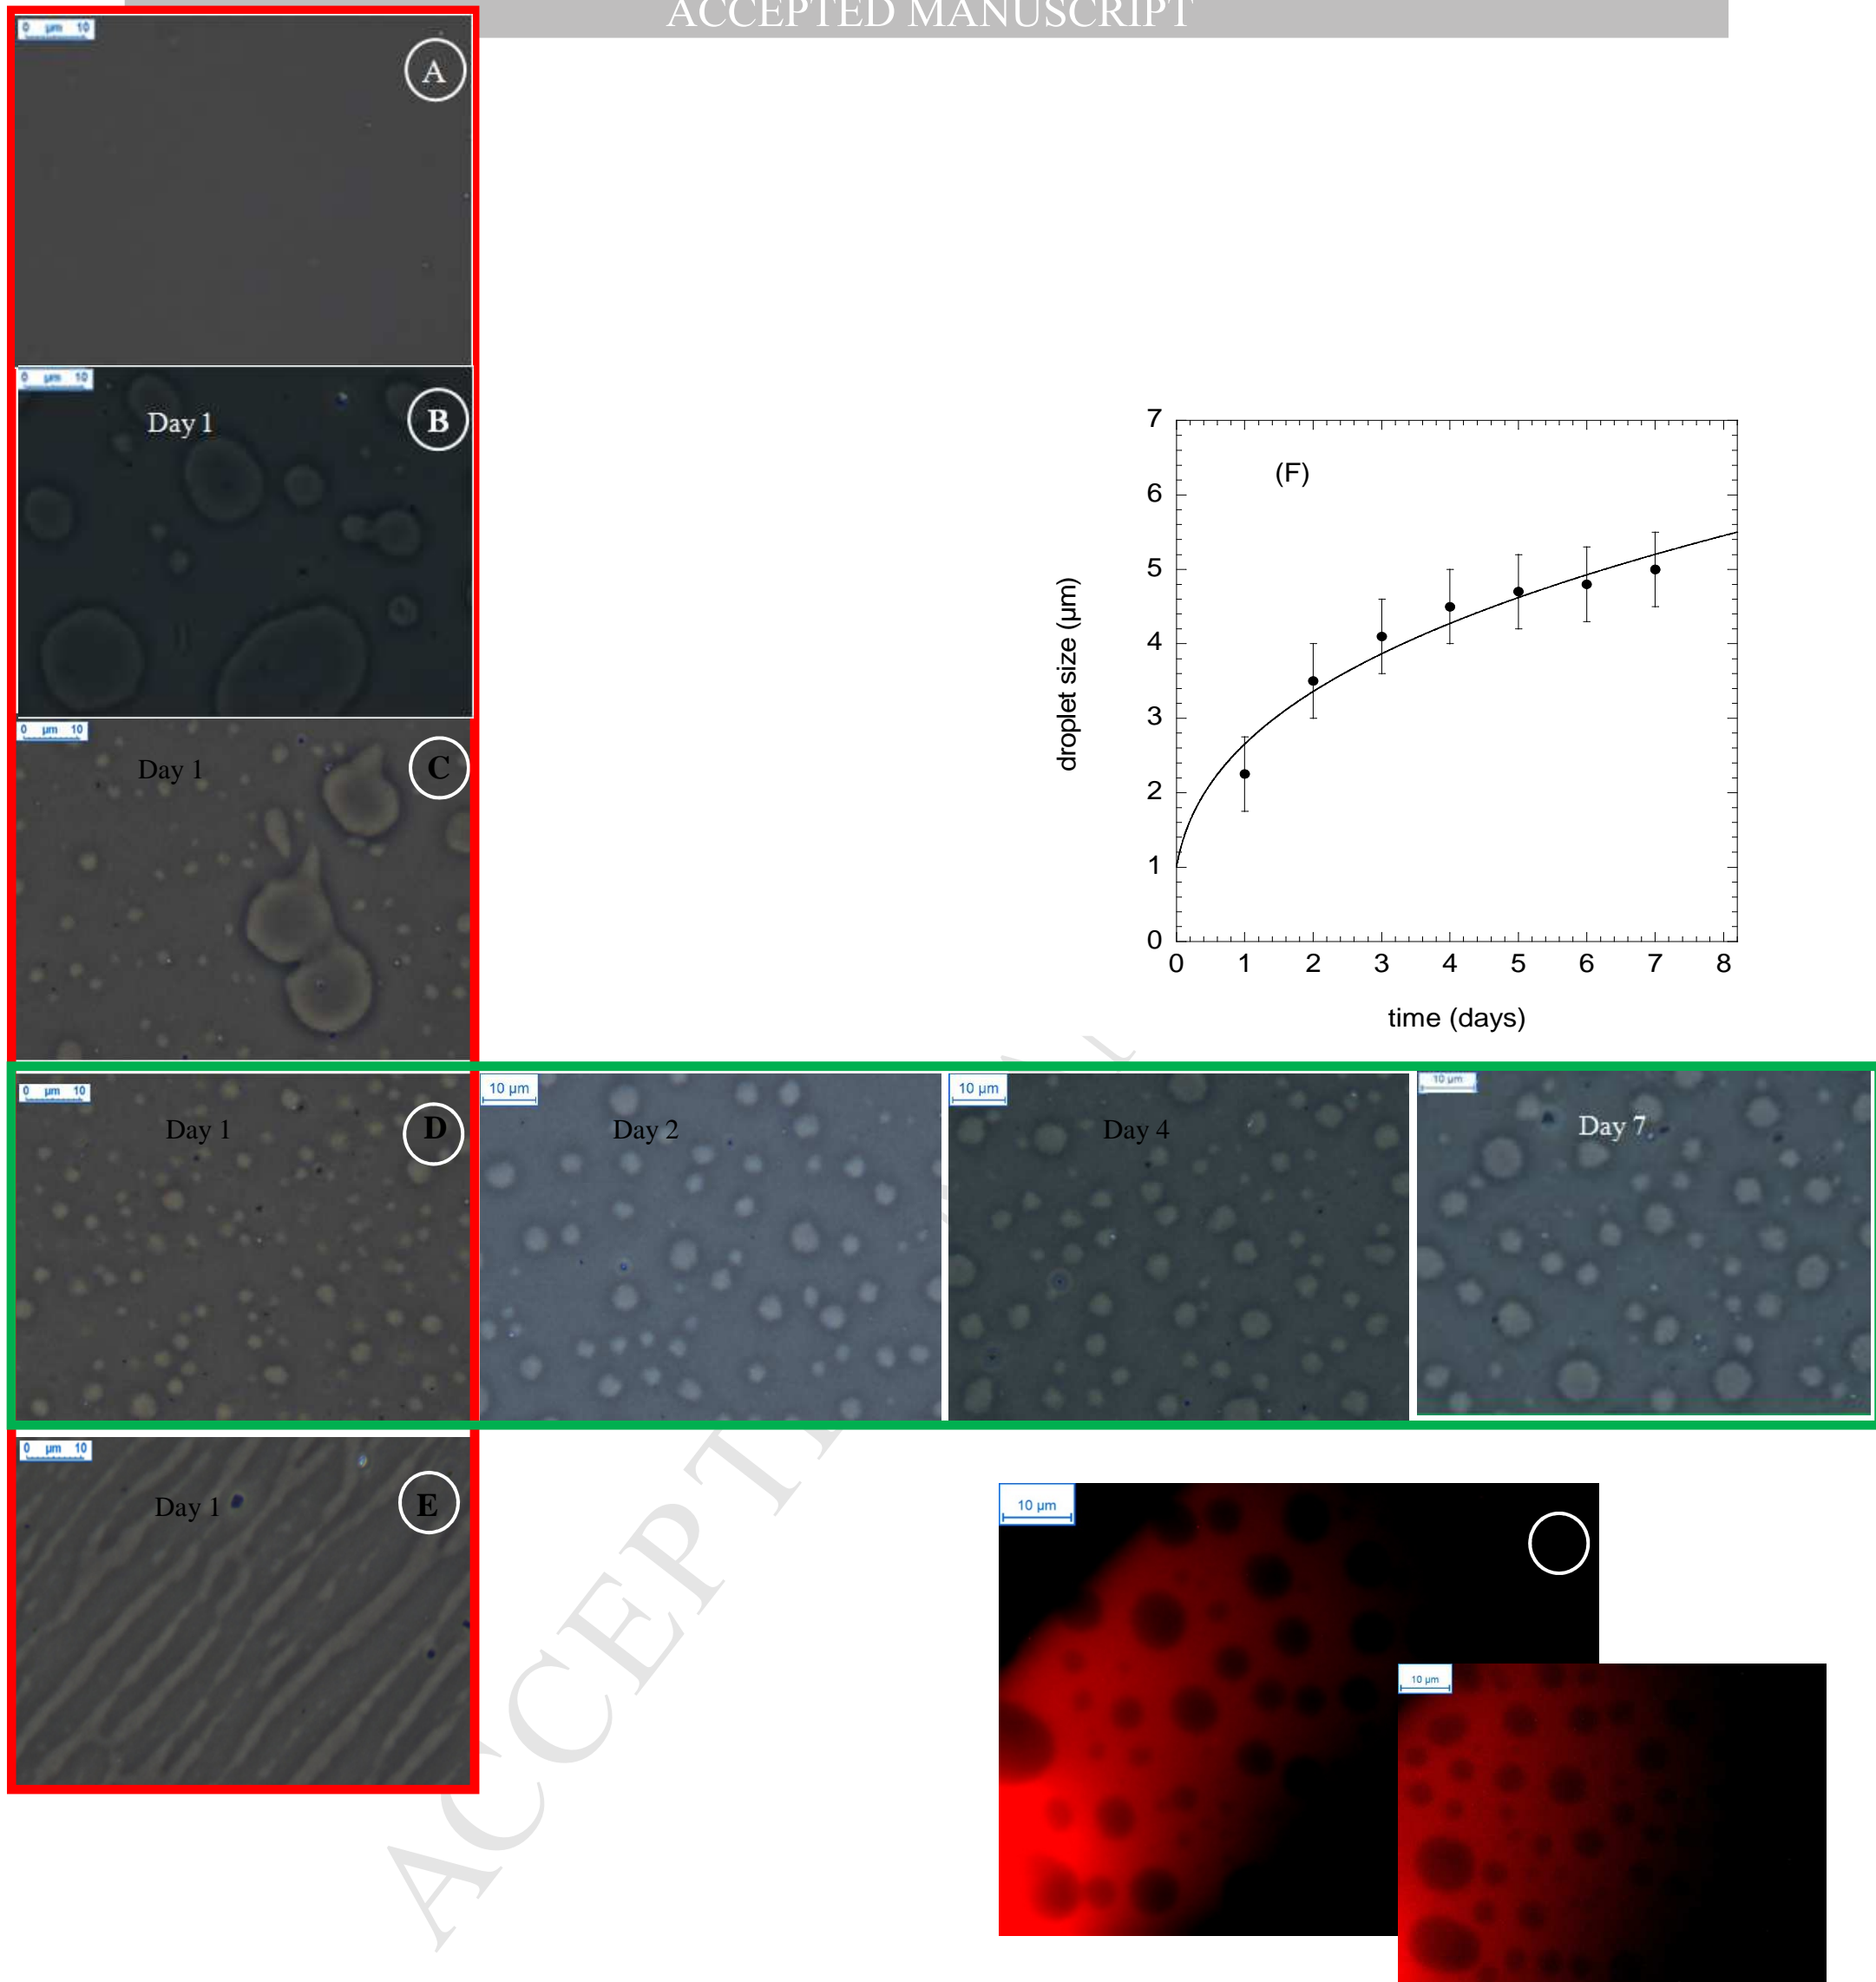 ACCEPTED MANUSCRIPT
0 µm 10
A
0 µm 10
Day 1
B
0 µm 10
Day 1
C
7
6
5
4
3
2
1
0
(F)
droplet size (µm)
0 1 2 3 4 5 6 7 8
time (days)
0 µm 10
Day 1
D
10 µm
Day 2
10 µm
Day 4
10 µm
Day 7
0 µm 10
Day 1
E
10 µm
10 µm
ACCEPT